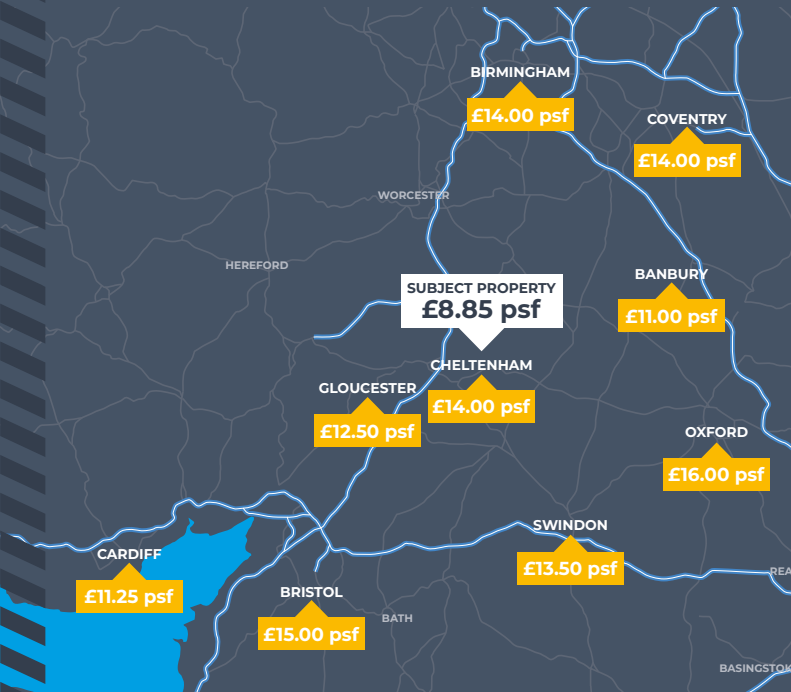 BIRMINGHAM
£14.00 psf
COVENTRY
£14.00 psf
WORCESTER
HEREFORD
BANBURY
£11.00 psf
SUBJECT PROPERTY
£8.85 psf
CHELTENHAM
£14.00 psf
GLOUCESTER
£12.50 psf
OXFORD
£16.00 psf
SWINDON
£13.50 psf
CARDIFF
£11.25 psf
BRISTOL
£15.00 psf
BATH
REA
BASINGSTOK